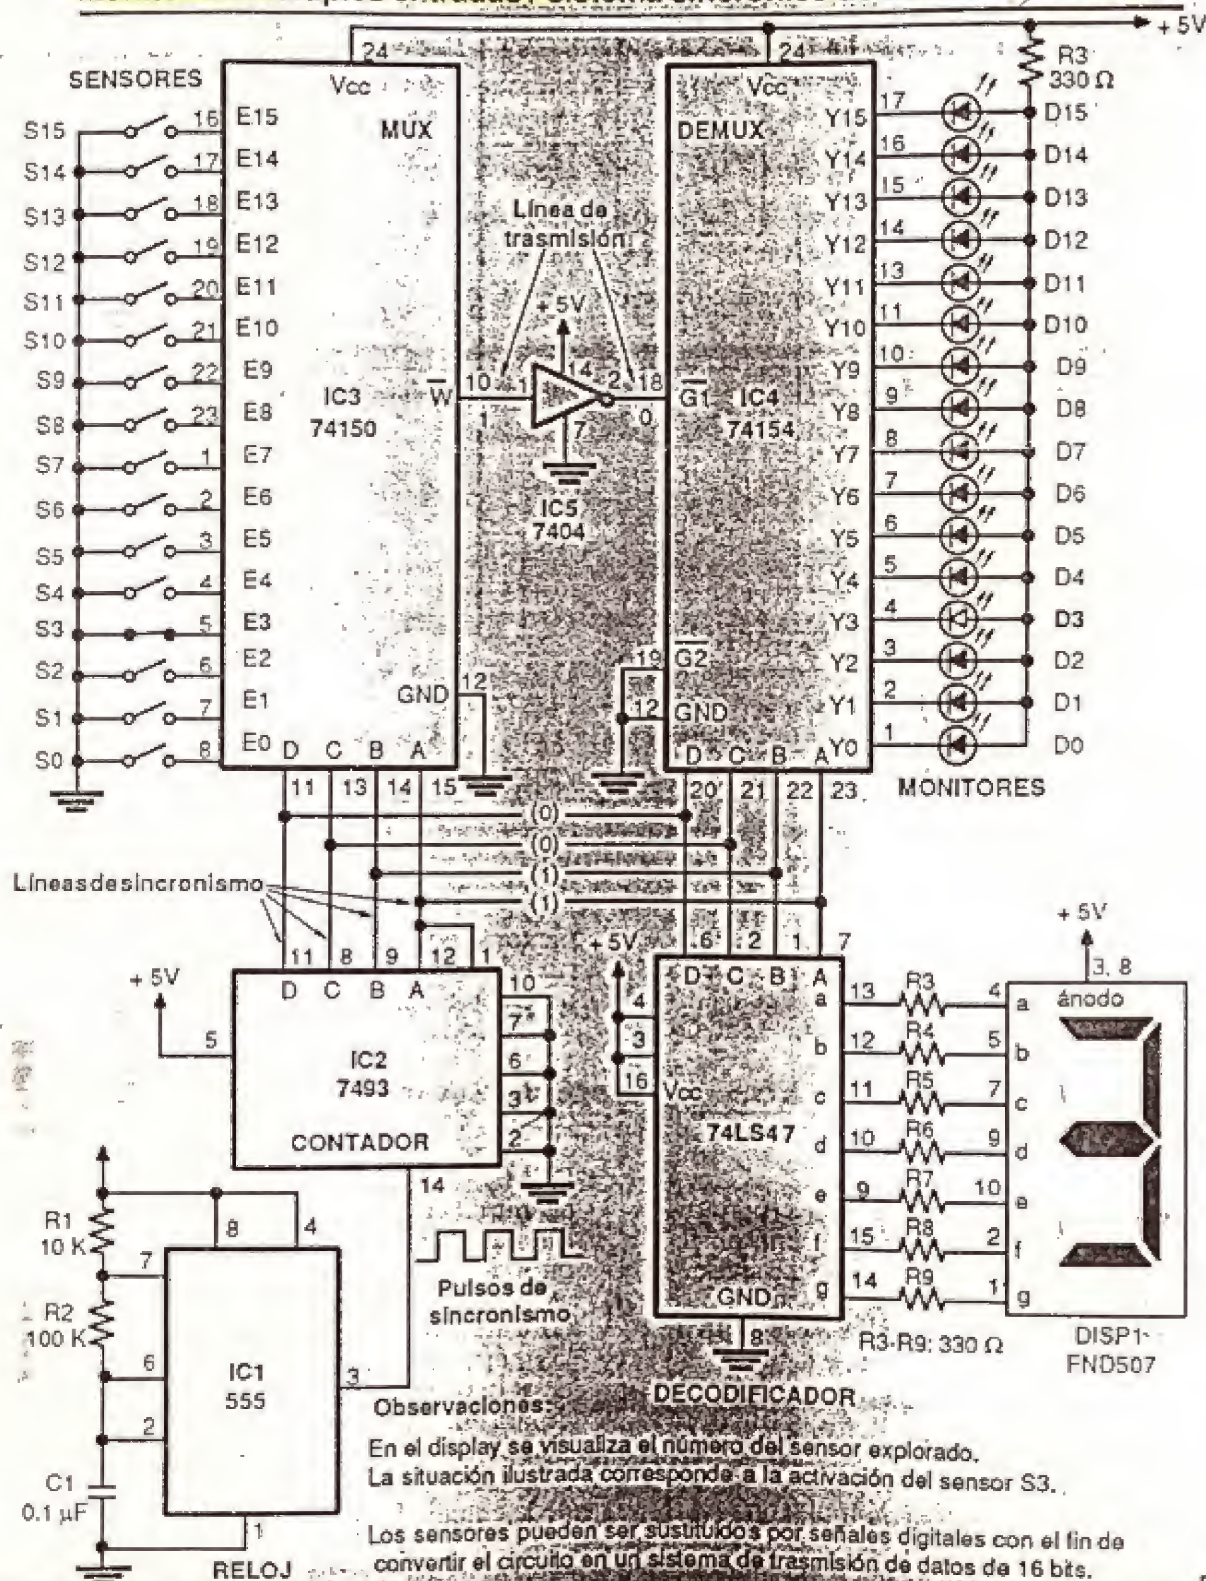 + 5V
SENSORES
24
Vcc
MUX
24
Vcc
DEMUX
R3
330 Ω
S15 16 E15
S14 17 E14
S13 18 E13
S12 19 E12
S11 20 E11
S10 21 E10
S9 22 E9
S8 23 E8
S7 1 E7
S6 2 E6
S5 3 E5
S4 4 E4
S3 5 E3
S2 6 E2
S1 7 E1
S0 8 E0
IC3
74150
W 10
1
GND 12
D C B A
11 13 14 15
Línea de
trasmisión
+ 5V
1 14 2
7
IC5
7404
18 G1
0
IC4
74154
19 G2
12 GND
D C B A
20 21 22 23
Y15 17 D15
Y14 16 D14
Y13 15 D13
Y12 14 D12
Y11 13 D11
Y10 11 D10
Y9 10 D9
Y8 9 D8
Y7 8 D7
Y6 7 D6
Y5 6 D5
Y4 5 D4
Y3 4 D3
Y2 3 D2
Y1 2 D1
Y0 1 D0
MONITORES
(0)
(0)
(1)
(1)
Líneas de sincronismo
11 8 9 12 1
D C B A
+ 5V
5
IC2
7493
CONTADOR
10
7
6
3
2
14
Pulsos de
sincronismo
+ 5V
6 2 1 7
D C B A
4
3
16 Vcc
74LS47
a 13 R3 4 a
b 12 R4 5 b
c 11 R5 7 c
d 10 R6 9 d
e 9 R7 10 e
f 15 R8 2 f
g 14 R9 1 g
GND
8
DECODIFICADOR
R3-R9: 330 Ω
+ 5V
3, 8
ánodo
DISP1
FND507
R1
10 K
R2
100 K
C1
0.1 µF
8 4
7
6
2
3
1
IC1
555
RELOJ
Observaciones:
En el display se visualiza el número del sensor explorado.
La situación ilustrada corresponde a la activación del sensor S3.
Los sensores pueden ser sustituidos por señales digitales con el fin de
convertir el circuito en un sistema de trasmisión de datos de 16 bits.